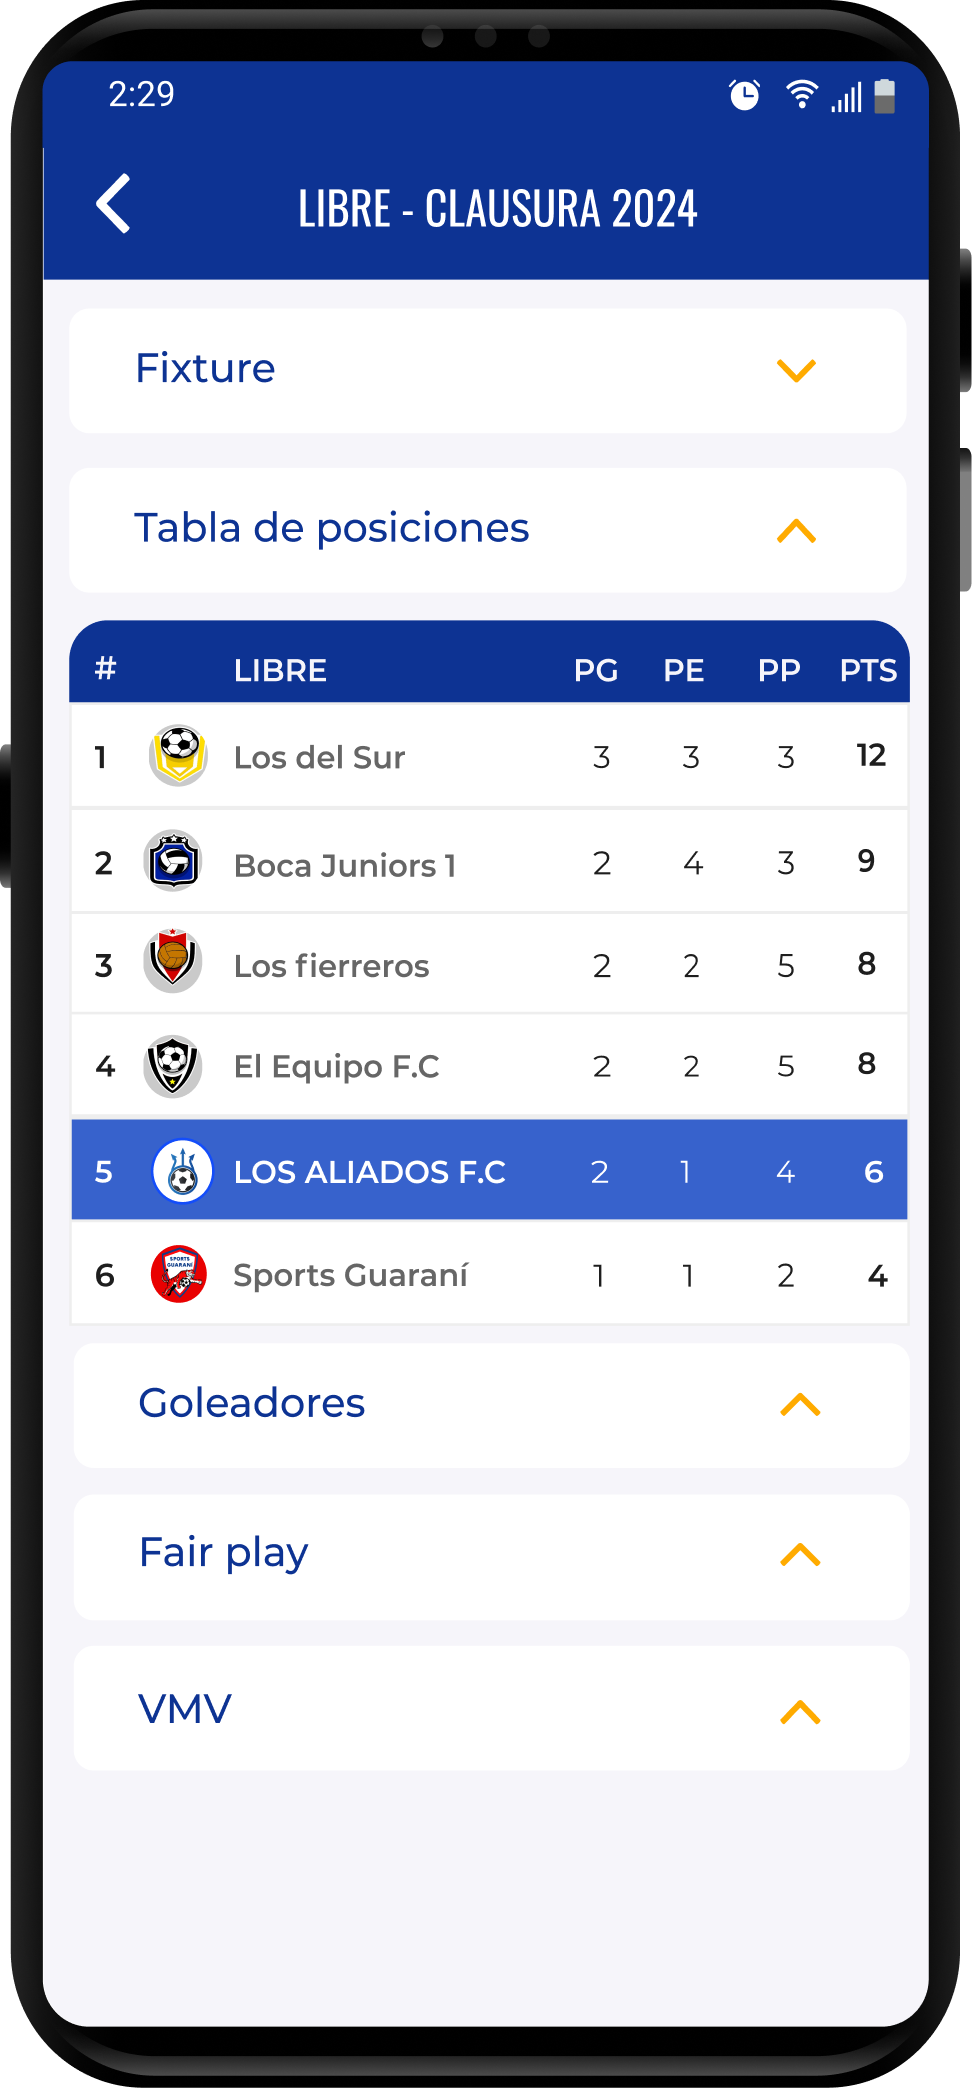 2:29
LIBRE - CLAUSURA 2024
Fixture
Tabla de posiciones
# LIBRE PG PE PP PTS
1 Los del Sur 3 3 3 12
2 Boca Juniors 1 2 4 3 9
3 Los fierreros 2 2 5 8
4 El Equipo F.C 2 2 5 8
5 LOS ALIADOS F.C 2 1 4 6
SPORTS
GUARANÍ
6 Sports Guaraní 1 1 2 4
Goleadores
Fair play
VMV